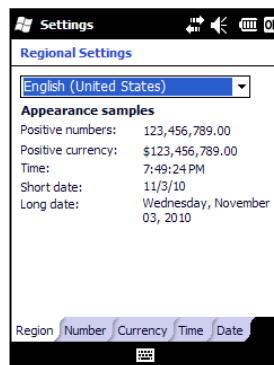 Settings
Regional Settings
English (United States)
Appearance samples
Positive numbers: 123,456,789.00
Positive currency: $123,456,789.00
Time: 7:49:24 PM
Short date: 11/3/10
Long date: Wednesday, November
03, 2010
Region Number Currency Time Date